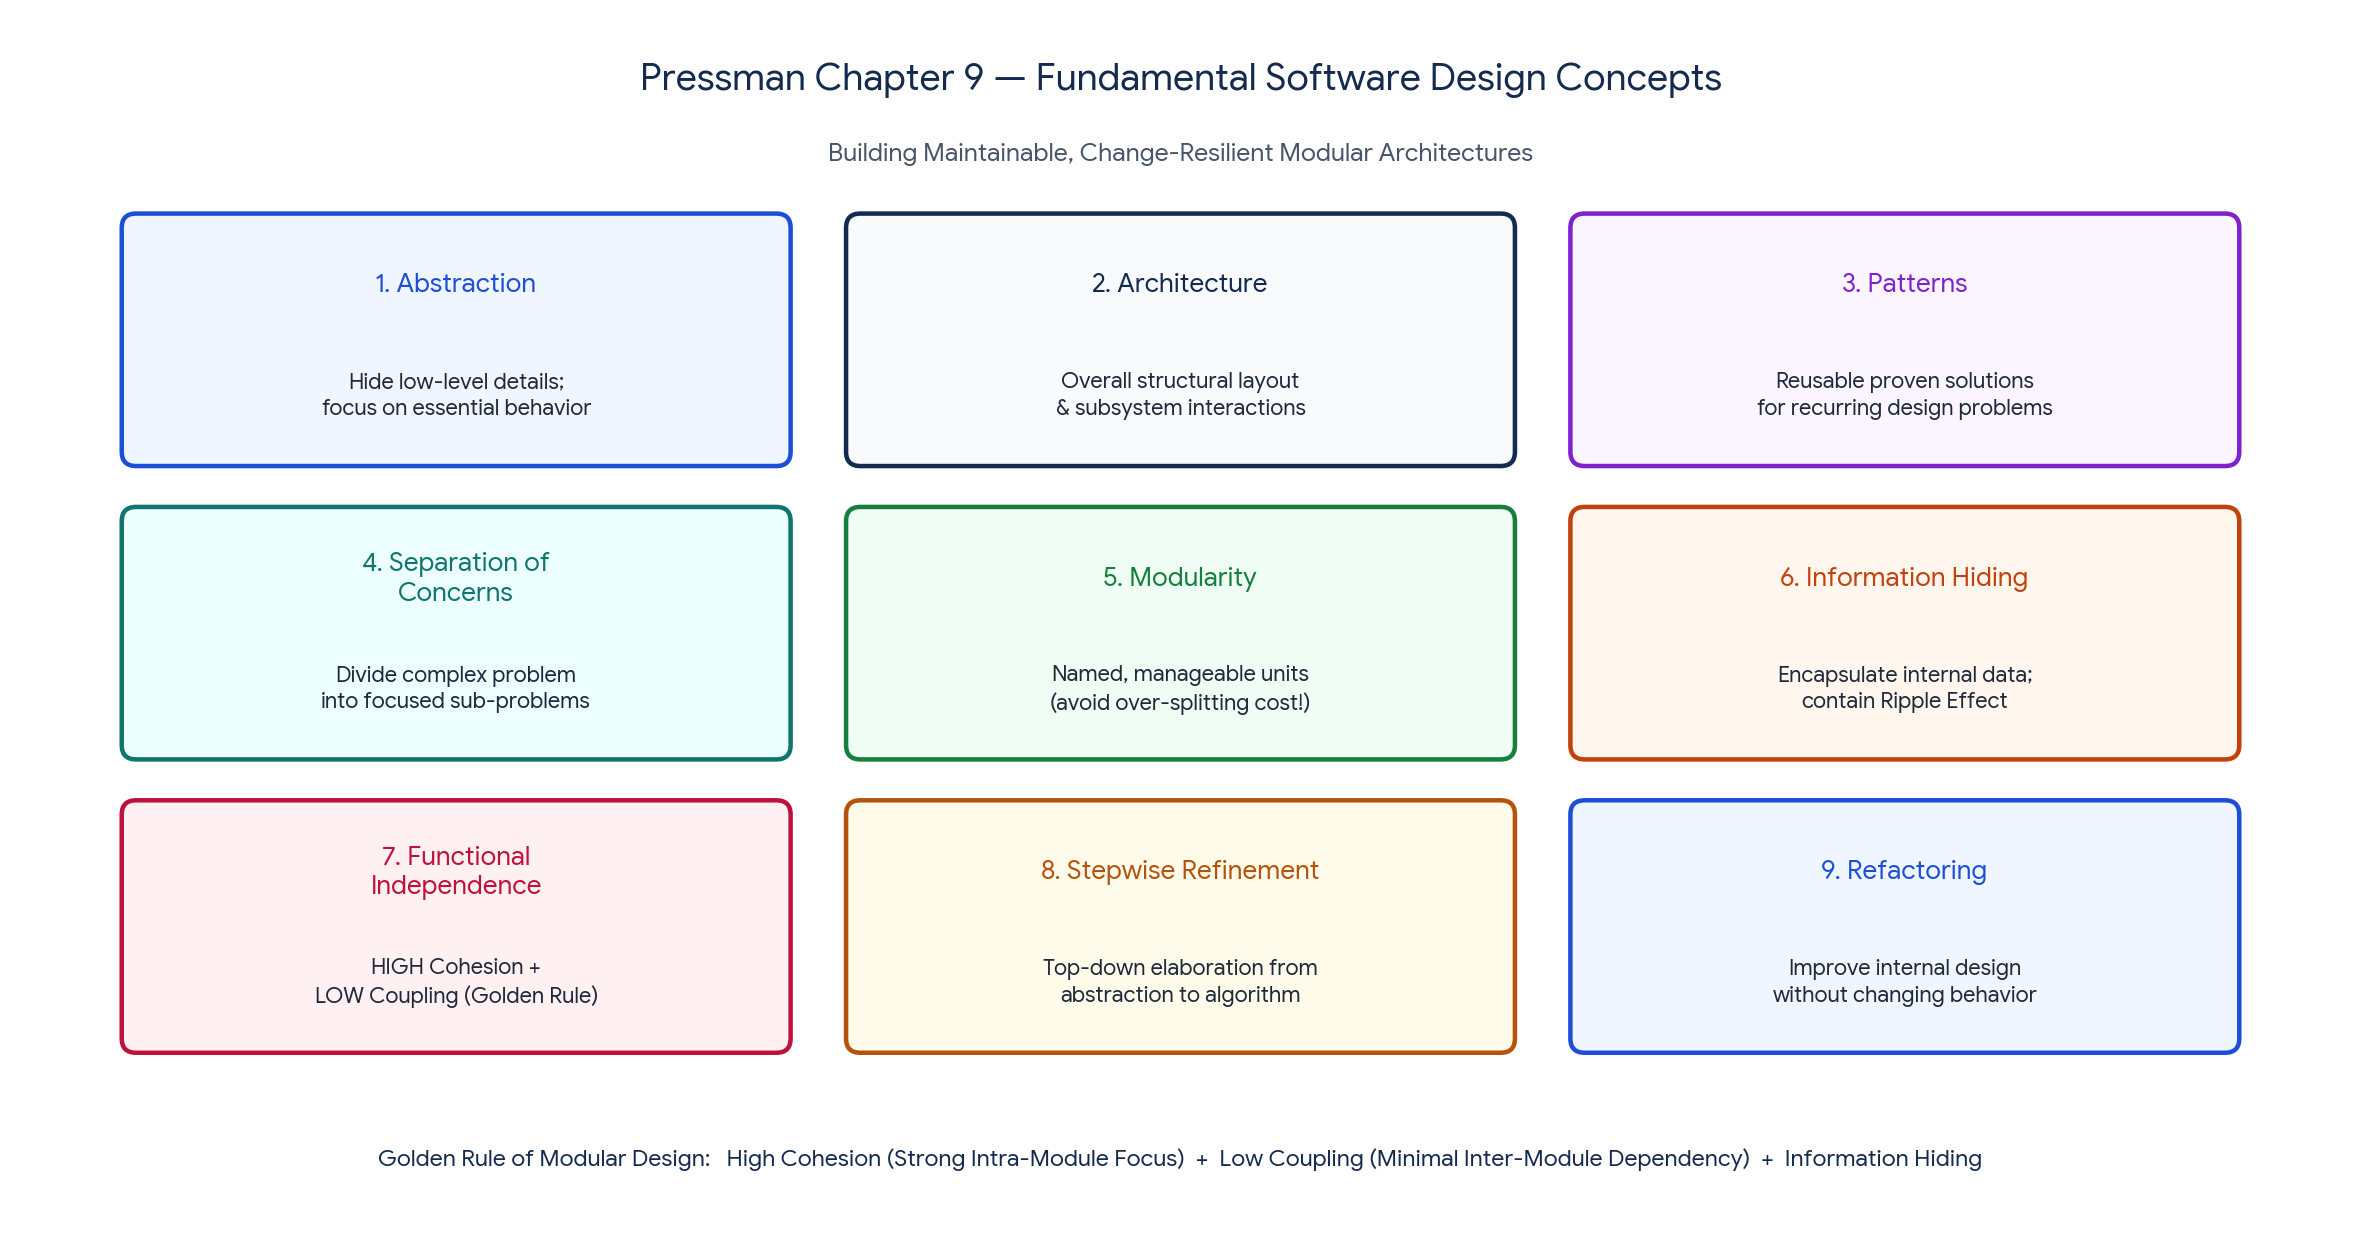 Pressman Chapter 9 — Fundamental Software Design Concepts
Building Maintainable, Change-Resilient Modular Architectures
1. Abstraction
Hide low-level details;
focus on essential behavior
2. Architecture
Overall structural layout
& subsystem interactions
3. Patterns
Reusable proven solutions
for recurring design problems
4. Separation of
Concerns
Divide complex problem
into focused sub-problems
5. Modularity
Named, manageable units
(avoid over-splitting cost!)
6. Information Hiding
Encapsulate internal data;
contain Ripple Effect
7. Functional
Independence
HIGH Cohesion +
LOW Coupling (Golden Rule)
8. Stepwise Refinement
Top-down elaboration from
abstraction to algorithm
9. Refactoring
Improve internal design
without changing behavior
Golden Rule of Modular Design: High Cohesion (Strong Intra-Module Focus) + Low Coupling (Minimal Inter-Module Dependency) + Information Hiding